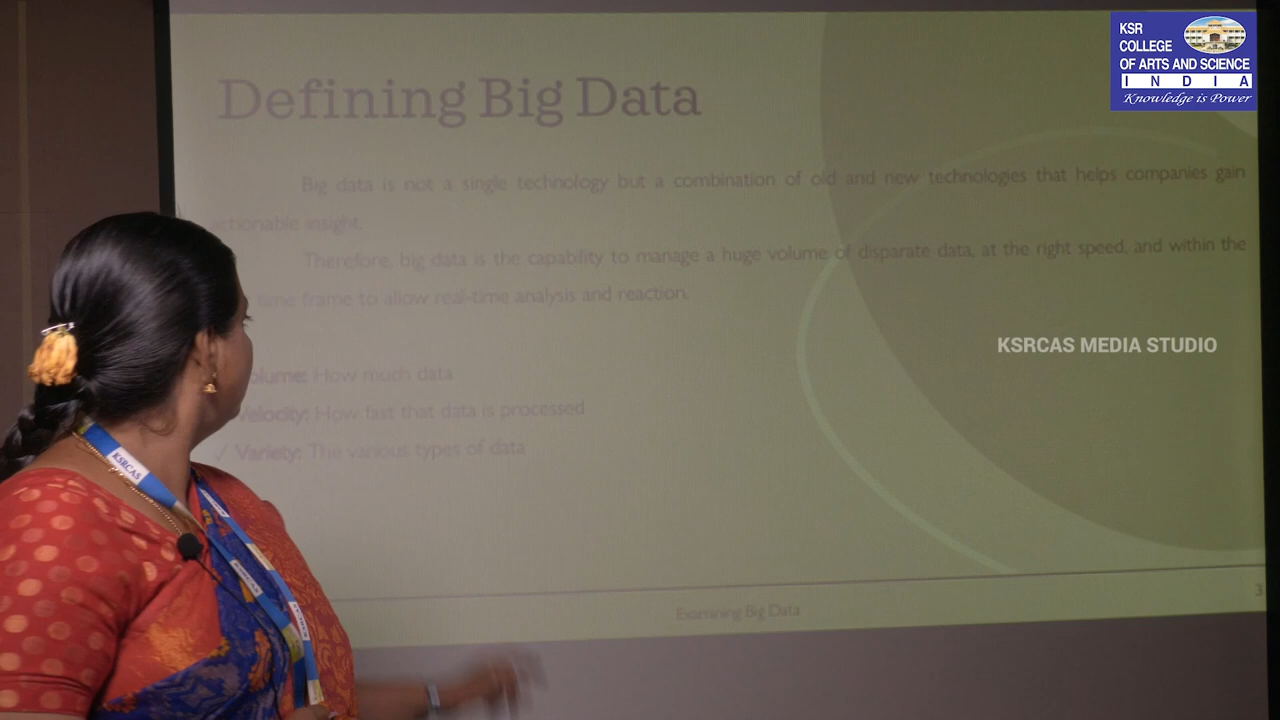 KSR
COLLEGE
OF ARTS AND SCIENCE
INDIA
Knowledge is Power
Defining Big Data
Big data is not a single technology but a combination of old and new technologies that helps companies gain
ctionable insight.
Therefore, big data is the capability to manage a huge volume of disparate data, at the right speed, and within the
time frame to allow real-time analysis and reaction.
KSRCAS MEDIA STUDIO
olume: How much data
Velocity: How fast that data is processed
✓ Variety: The various types of data
KSRCAS
Examining Big Data
3